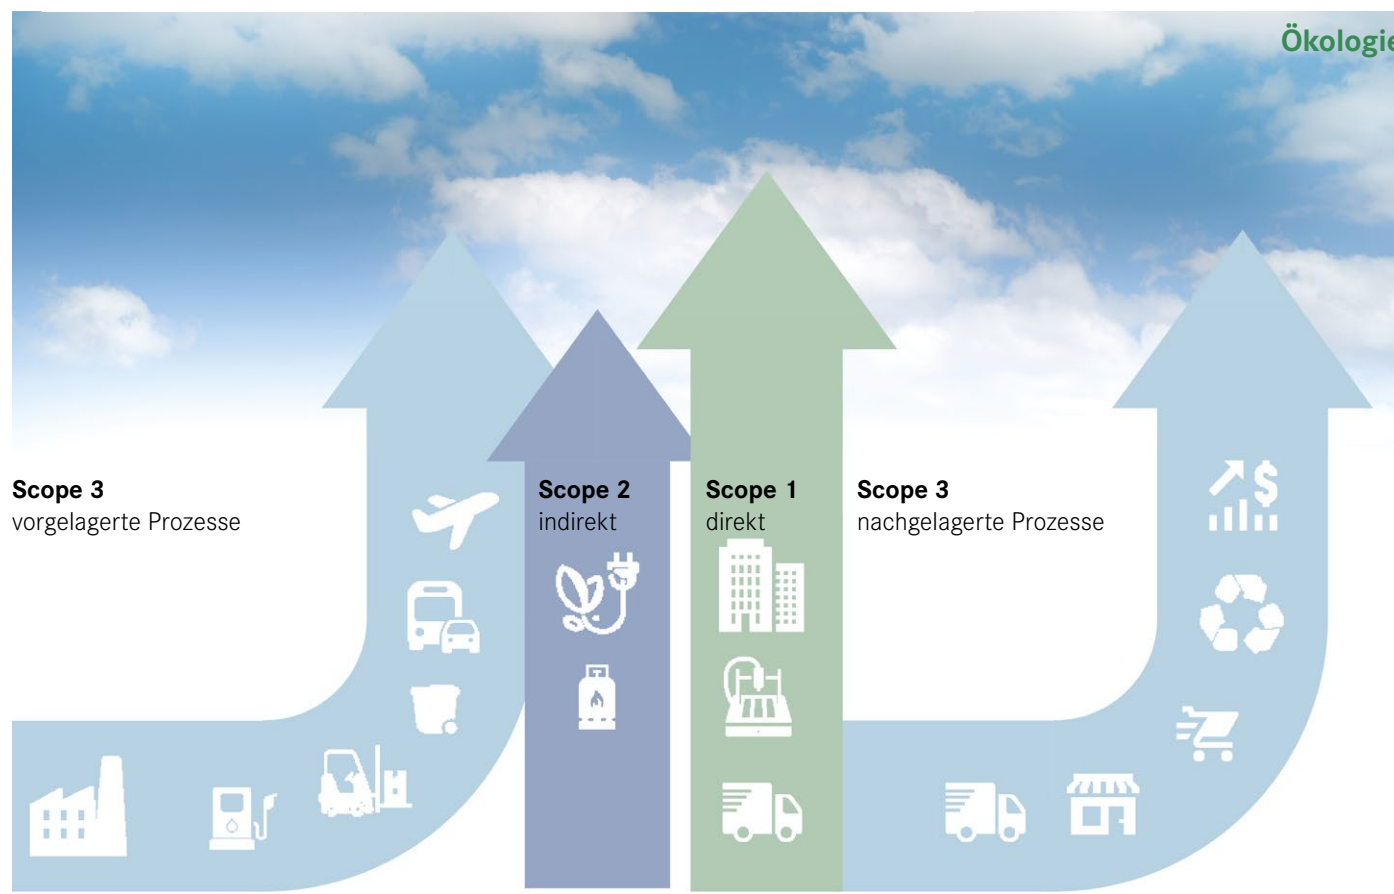 Ökologie
Scope 3
vorgelagerte Prozesse
Scope 2
indirekt
Scope 1
direkt
Scope 3
nachgelagerte Prozesse